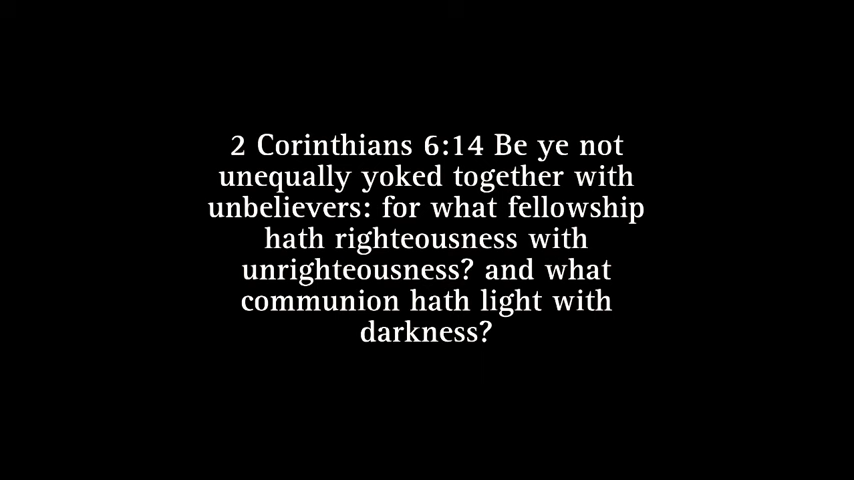 2 Corinthians 6:14 Be ye not
unequally yoked together with
unbelievers: for what fellowship
hath righteousness with
unrighteousness? and what
communion hath light with
darkness?